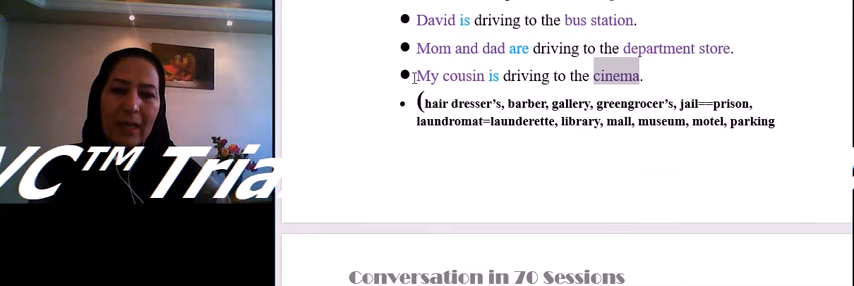 David is driving to the bus station.
Mom and dad are driving to the department store.
My cousin is driving to the cinema.
(hair dresser's, barber, gallery, greengrocer's, jail==prison,
laundromat=launderette, library, mall, museum, motel, parking
VC™ Tria
Conversation in 70 Sessions